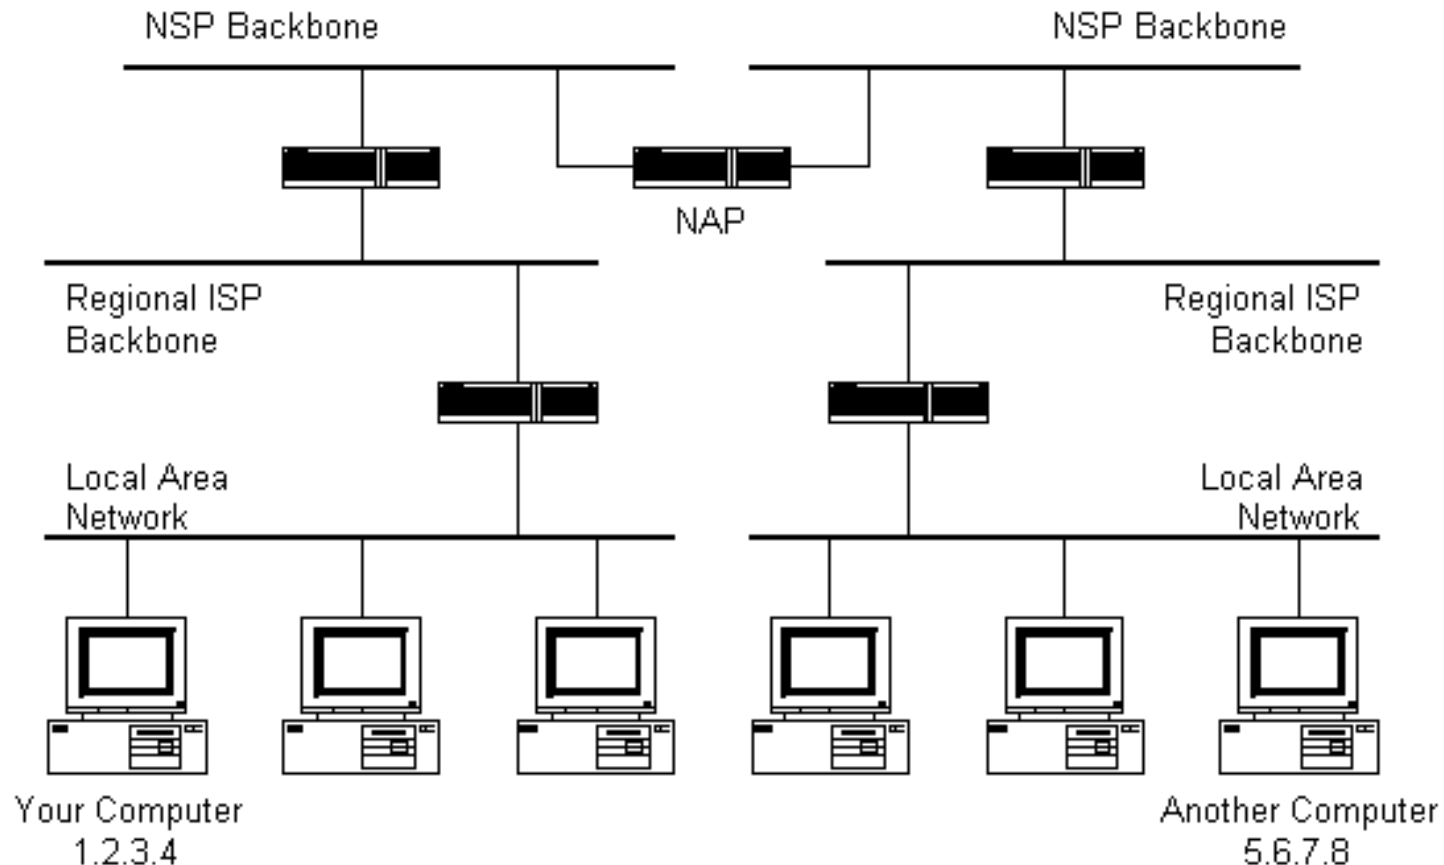 NSP Backbone
NSP Backbone
NAP
Regional ISP
Backbone
Regional ISP
Backbone
Local Area
Network
Local Area
Network
Your Computer
1.2.3.4
Another Computer
5.6.7.8